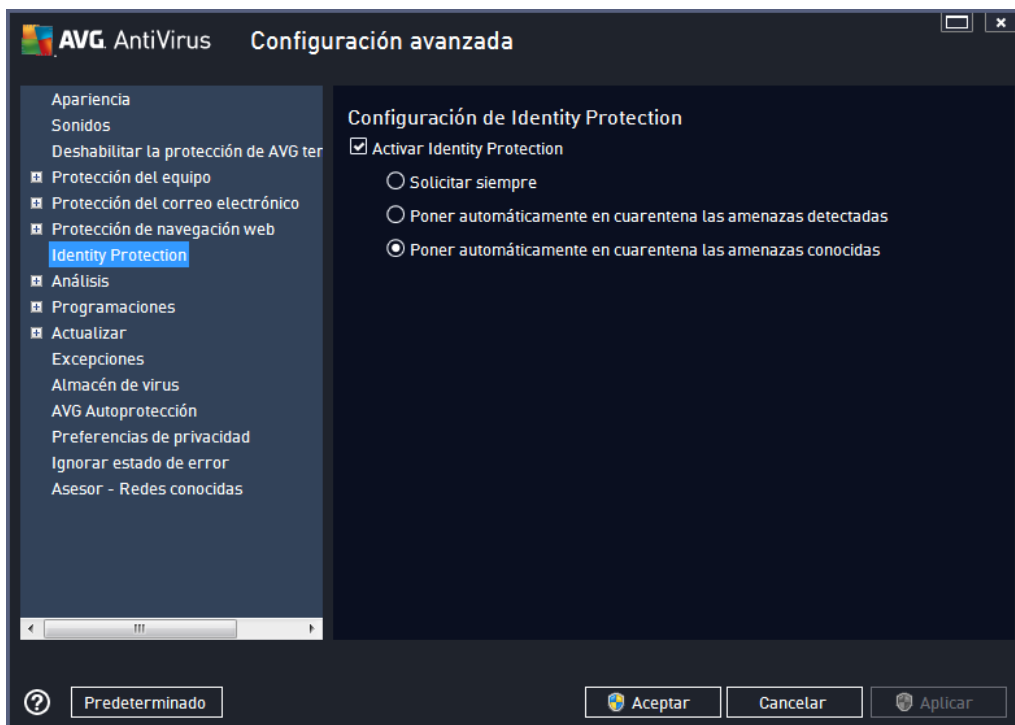 AVG. AntiVirus Configuración avanzada
Apariencia
Sonidos
Deshabilitar la protección de AVG ter
Protección del equipo
Protección del correo electrónico
Protección de navegación web
Identity Protection
Análisis
Programaciones
Actualizar
Excepciones
Almacén de virus
AVG Autoprotección
Preferencias de privacidad
Ignorar estado de error
Asesor - Redes conocidas
Configuración de Identity Protection
Activar Identity Protection
Solicitar siempre
Poner automáticamente en cuarentena las amenazas detectadas
Poner automáticamente en cuarentena las amenazas conocidas
Predeterminado
Aceptar
Cancelar
Aplicar